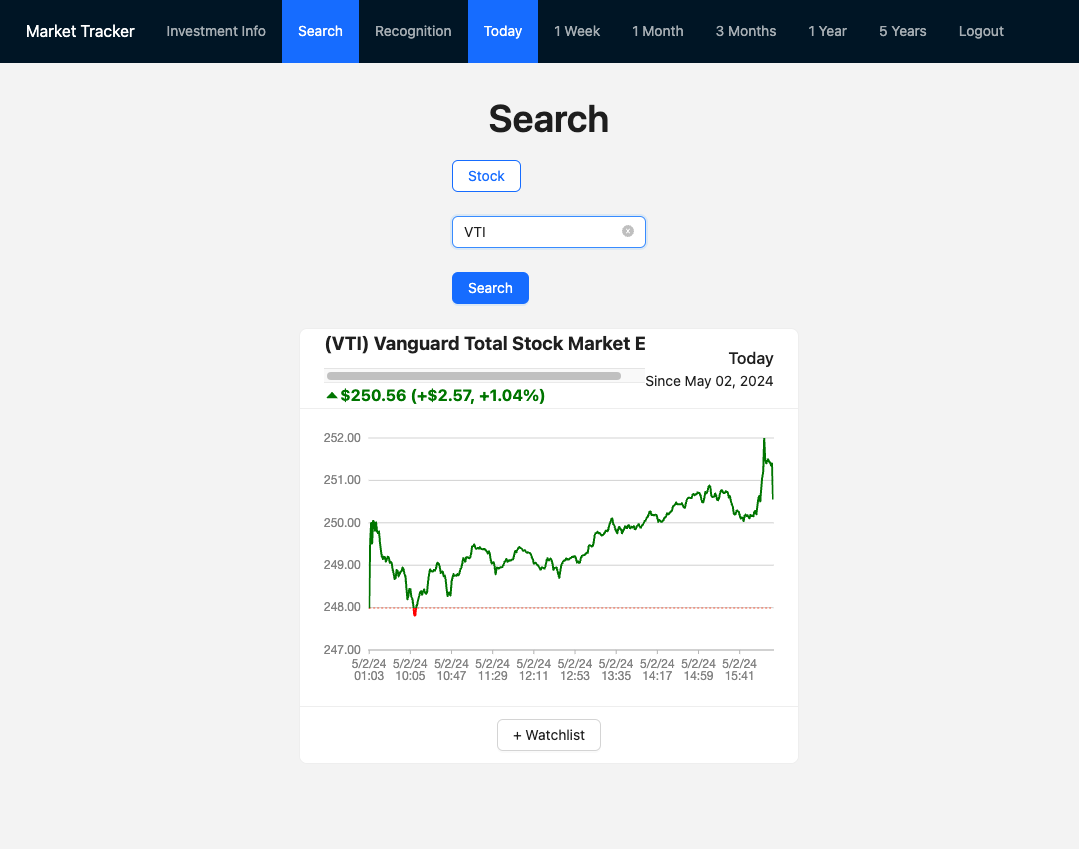 Market Tracker Investment Info Search Recognition Today 1 Week 1 Month 3 Months 1 Year 5 Years Logout
Search
Stock
VTI
Search
(VTI) Vanguard Total Stock Market E
Today
Since May 02, 2024
$250.56 (+$2.57, +1.04%)
252.00
251.00
250.00
249.00
248.00
247.00
5/2/24 5/2/24 5/2/24 5/2/24 5/2/24 5/2/24 5/2/24 5/2/24 5/2/24 5/2/24
01:03 10:05 10:47 11:29 12:11 12:53 13:35 14:17 14:59 15:41
+ Watchlist